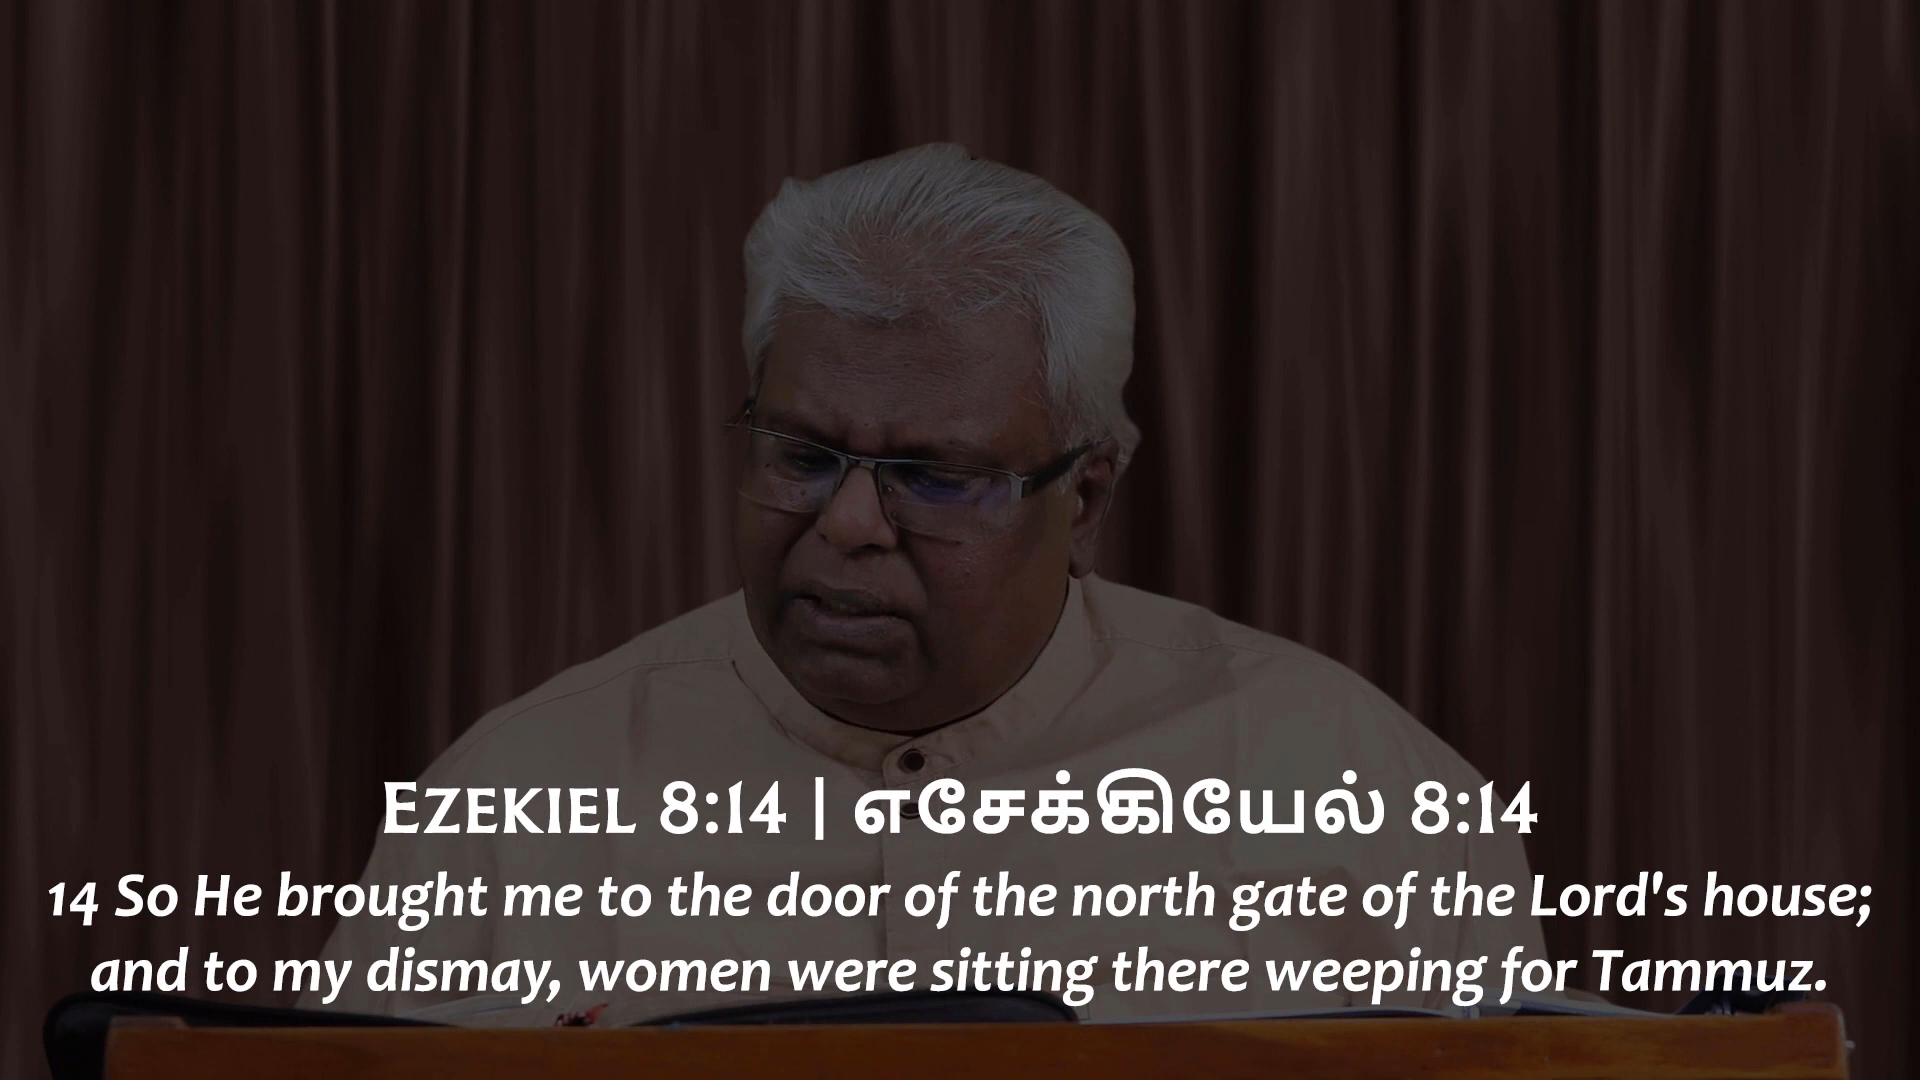 EZEKIEL 8:14 | எசேக்கியேல் 8:14
14 So He brought me to the door of the north gate of the Lord's house;
and to my dismay, women were sitting there weeping for Tammuz.